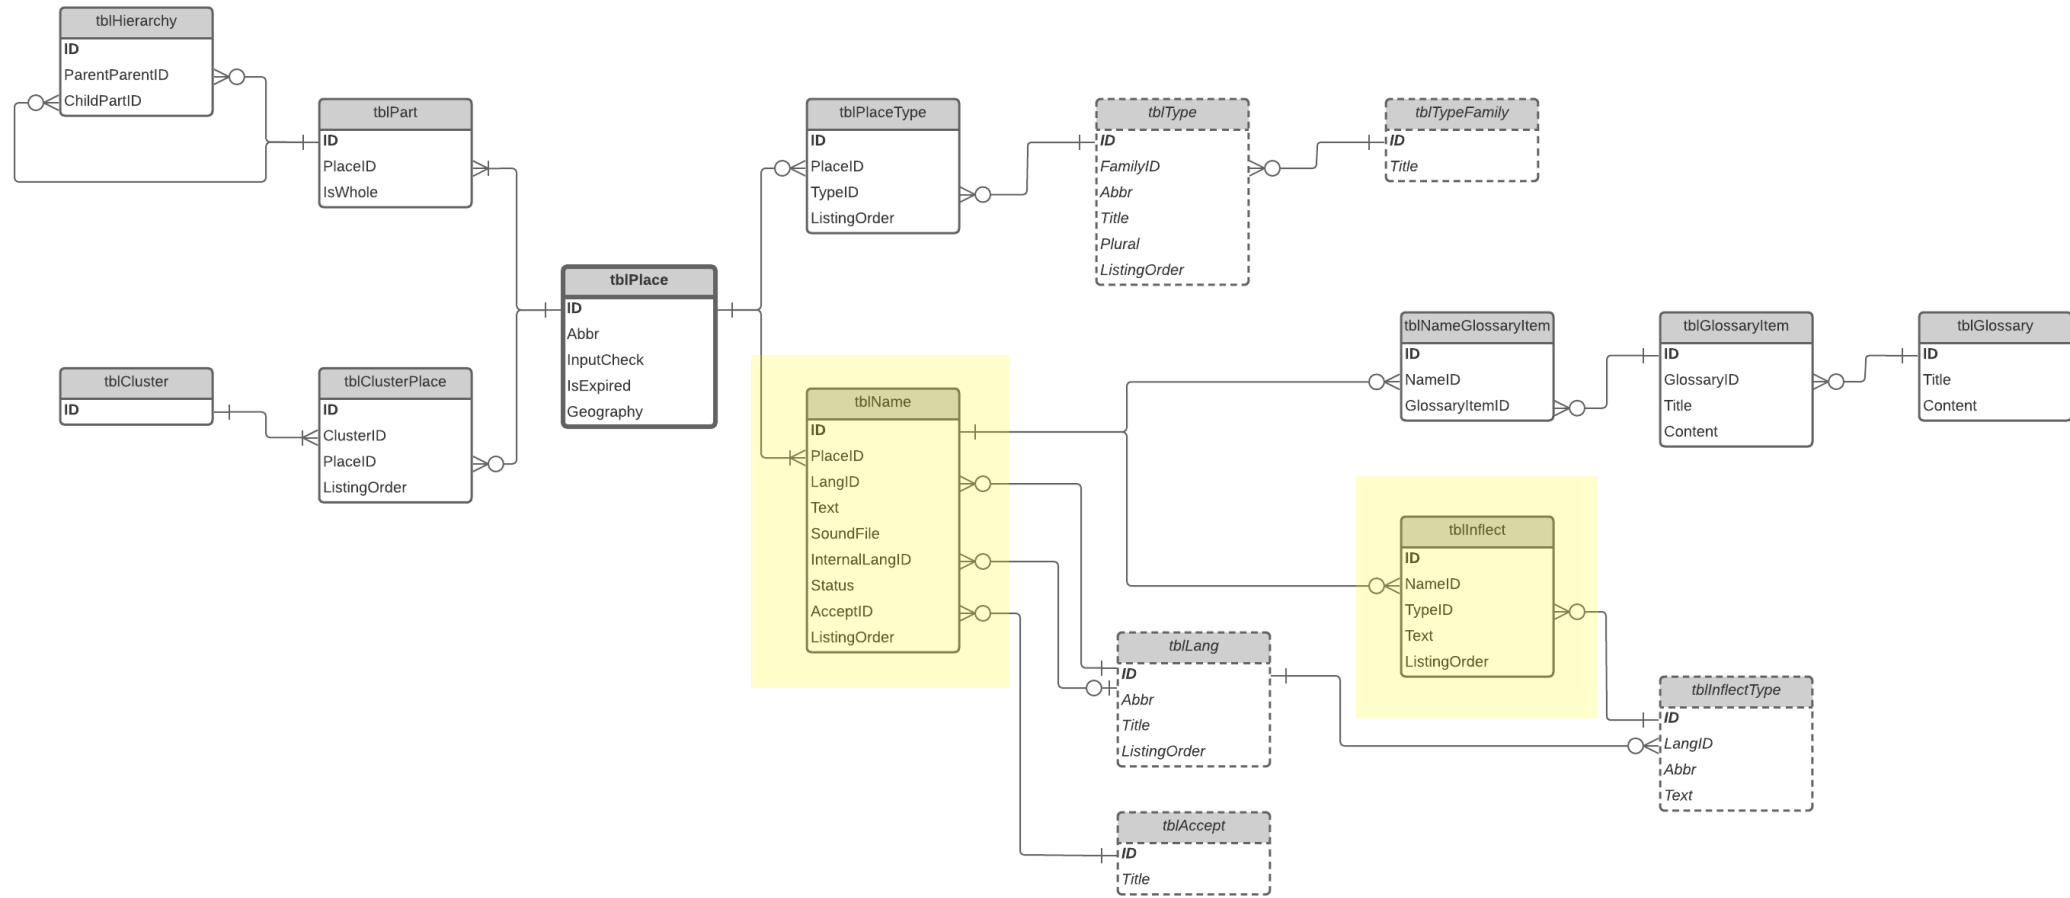 tblHierarchy
ID
ParentParentID
ChildPartID
tblPart
ID
PlaceID
IsWhole
tblCluster
ID
tblClusterPlace
ID
ClusterID
PlaceID
ListingOrder
tblPlace
ID
Abbr
InputCheck
IsExpired
Geography
tblPlaceType
ID
PlaceID
TypeID
ListingOrder
tblType
ID
FamilyID
Abbr
Title
Plural
ListingOrder
tblTypeFamily
ID
Title
tblName
ID
PlaceID
LangID
Text
SoundFile
InternalLangID
Status
AcceptID
ListingOrder
tblNameGlossaryItem
ID
NameID
GlossaryItemID
tblGlossaryItem
ID
GlossaryID
Title
Content
tblGlossary
ID
Title
Content
tblInflect
ID
NameID
TypeID
Text
ListingOrder
tblLang
ID
Abbr
Title
ListingOrder
tblInflectType
ID
LangID
Abbr
Text
tblAccept
ID
Title